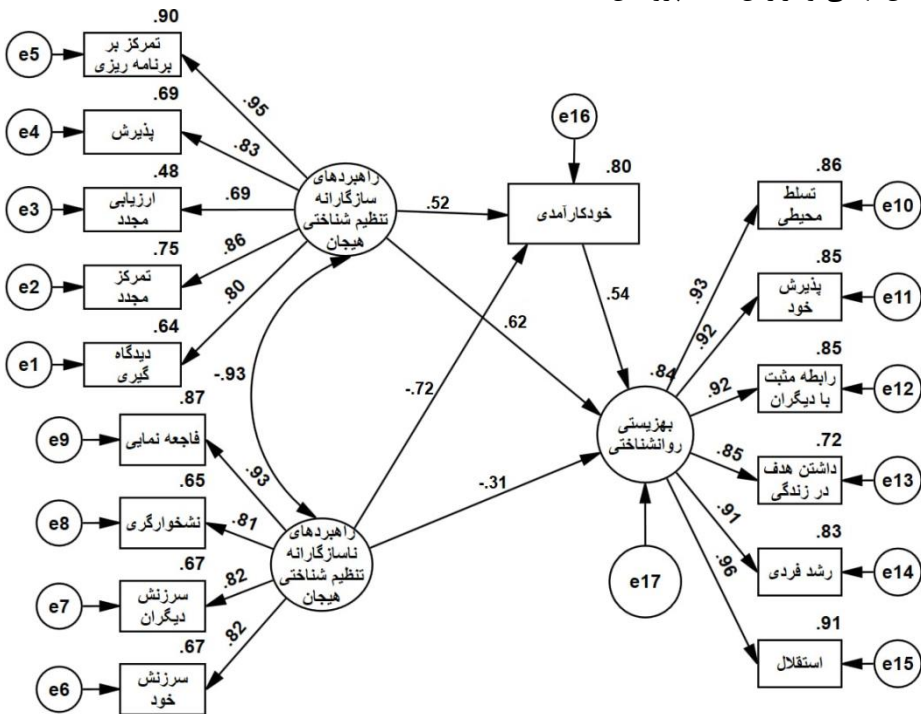 .90
e5
تمرکز بر
برنامه ریزی
.95
.69
e4
پذیرش
.83
.48
e3
ارزیابی
مجدد
.69
.75
e2
تمرکز
مجدد
.86
.64
e1
دیدگاه
گیری
.80
راهبردهای
سازگارانه
تنظیم شناختی
هیجان
.87
e9
فاجعه نمایی
.93
.65
e8
نشخوارگری
.81
.67
e7
سرزنش
دیگران
.82
.67
e6
سرزنش
خود
.82
راهبردهای
ناسازگارانه
تنظیم شناختی
هیجان
-.93
.52
.62
-.72
-.31
e16
.80
خودکارآمدی
.54
.84
بهزیستی
روانشناختی
e17
.86
تسلط
محیطی
e10
.93
.85
پذیرش
خود
e11
.92
.85
رابطه مثبت
با دیگران
e12
.92
.72
داشتن هدف
در زندگی
e13
.85
.83
رشد فردی
e14
.91
.91
استقلال
e15
.96